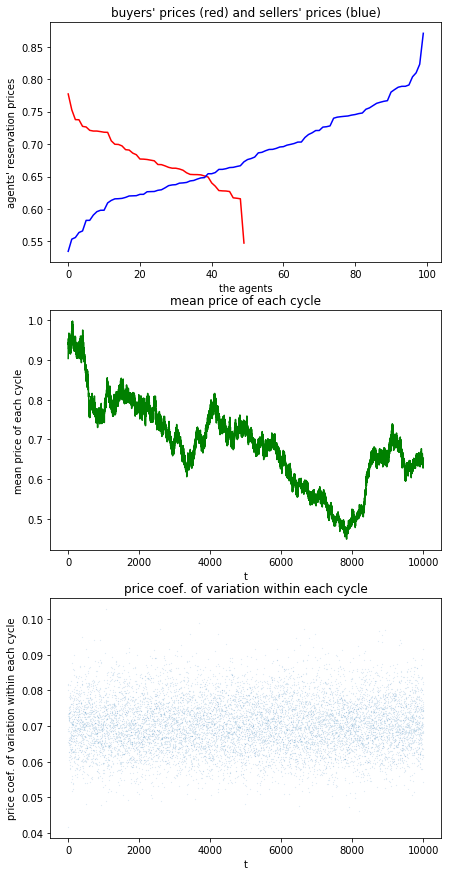 buyers' prices (red) and sellers' prices (blue)
agents' reservation prices
0.85
0.80
0.75
0.70
0.65
0.60
0.55
0 20 40 60 80 100
the agents
mean price of each cycle
mean price of each cycle
1.0
0.9
0.8
0.7
0.6
0.5
0 2000 4000 6000 8000 10000
t
price coef. of variation within each cycle
price coef. of variation within each cycle
0.10
0.09
0.08
0.07
0.06
0.05
0.04
0 2000 4000 6000 8000 10000
t